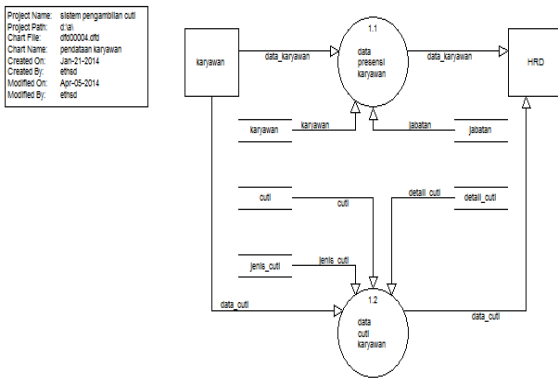 Project Name: sistem pengambilan cuti
Project Path: d:\a\
Chart File: dfd00004.dfd
Chart Name: pendataan karyawan
Created On: Jan-21-2014
Created By: ethsd
Modified On: Apr-05-2014
Modified By: ethsd
karyawan
data_karyawan
1.1
data
presensi
karyawan
data_karyawan
HRD
karyawan
karyawan
jabatan
jabatan
cuti
cuti
detail_cuti
detail_cuti
jenis_cuti
jenis_cuti
data_cuti
1.2
data
cuti
karyawan
data_cuti